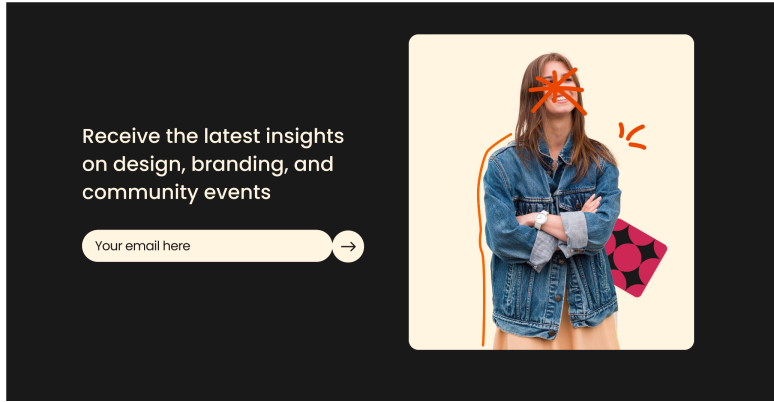 Receive the latest insights
on design, branding, and
community events
Your email here